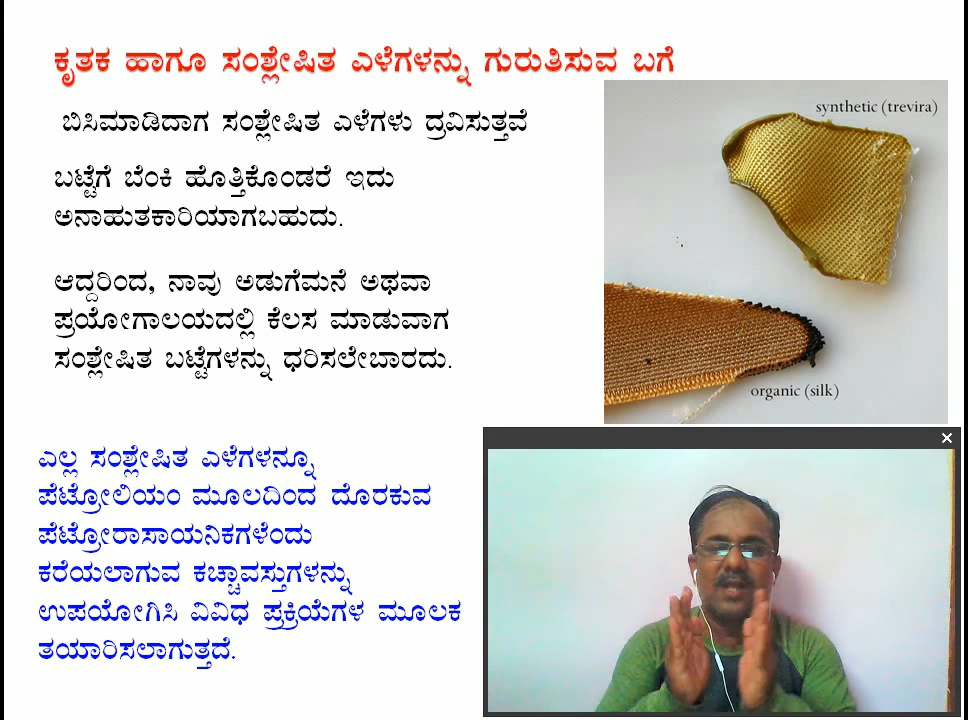 ಕೃತಕ ಹಾಗೂ ಸಂಶ್ಲೇಷಿತ ಎಳೆಗಳನ್ನು ಗುರುತಿಸುವ ಬಗೆ
ಬಿಸಿಮಾಡಿದಾಗ ಸಂಶ್ಲೇಷಿತ ಎಳೆಗಳು ದ್ರವಿಸುತ್ತವೆ
ಬಟ್ಟೆಗೆ ಬೆಂಕಿ ಹೊತ್ತಿಕೊಂಡರೆ ಇದು
ಅನಾಹುತಕಾರಿಯಾಗಬಹುದು.
ಆದ್ದರಿಂದ, ನಾವು ಅಡುಗೆಮನೆ ಅಥವಾ
ಪ್ರಯೋಗಾಲಯದಲ್ಲಿ ಕೆಲಸ ಮಾಡುವಾಗ
ಸಂಶ್ಲೇಷಿತ ಬಟ್ಟೆಗಳನ್ನು ಧರಿಸಲೇಬಾರದು.
synthetic (trevira)
organic (silk)
ಎಲ್ಲ ಸಂಶ್ಲೇಷಿತ ಎಳೆಗಳನ್ನೂ
ಪೆಟ್ರೋಲಿಯಂ ಮೂಲದಿಂದ ದೊರಕುವ
ಪೆಟ್ರೋರಾಸಾಯನಿಕಗಳೆಂದು
ಕರೆಯಲಾಗುವ ಕಚ್ಚಾವಸ್ತುಗಳನ್ನು
ಉಪಯೋಗಿಸಿ ವಿವಿಧ ಪ್ರಕ್ರಿಯೆಗಳ ಮೂಲಕ
ತಯಾರಿಸಲಾಗುತ್ತದೆ.